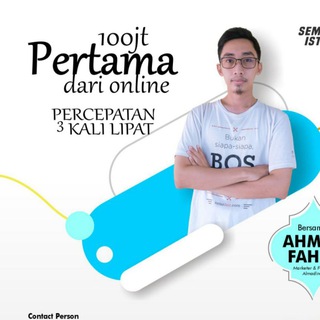 100jt
Pertama
dari online
PERCEPATAN
3 KALI LIPAT
SEM
IST
Bukan
siapa-siapa
BOS
Bersam
AHM
FAH
Marketer & F
Contact Person